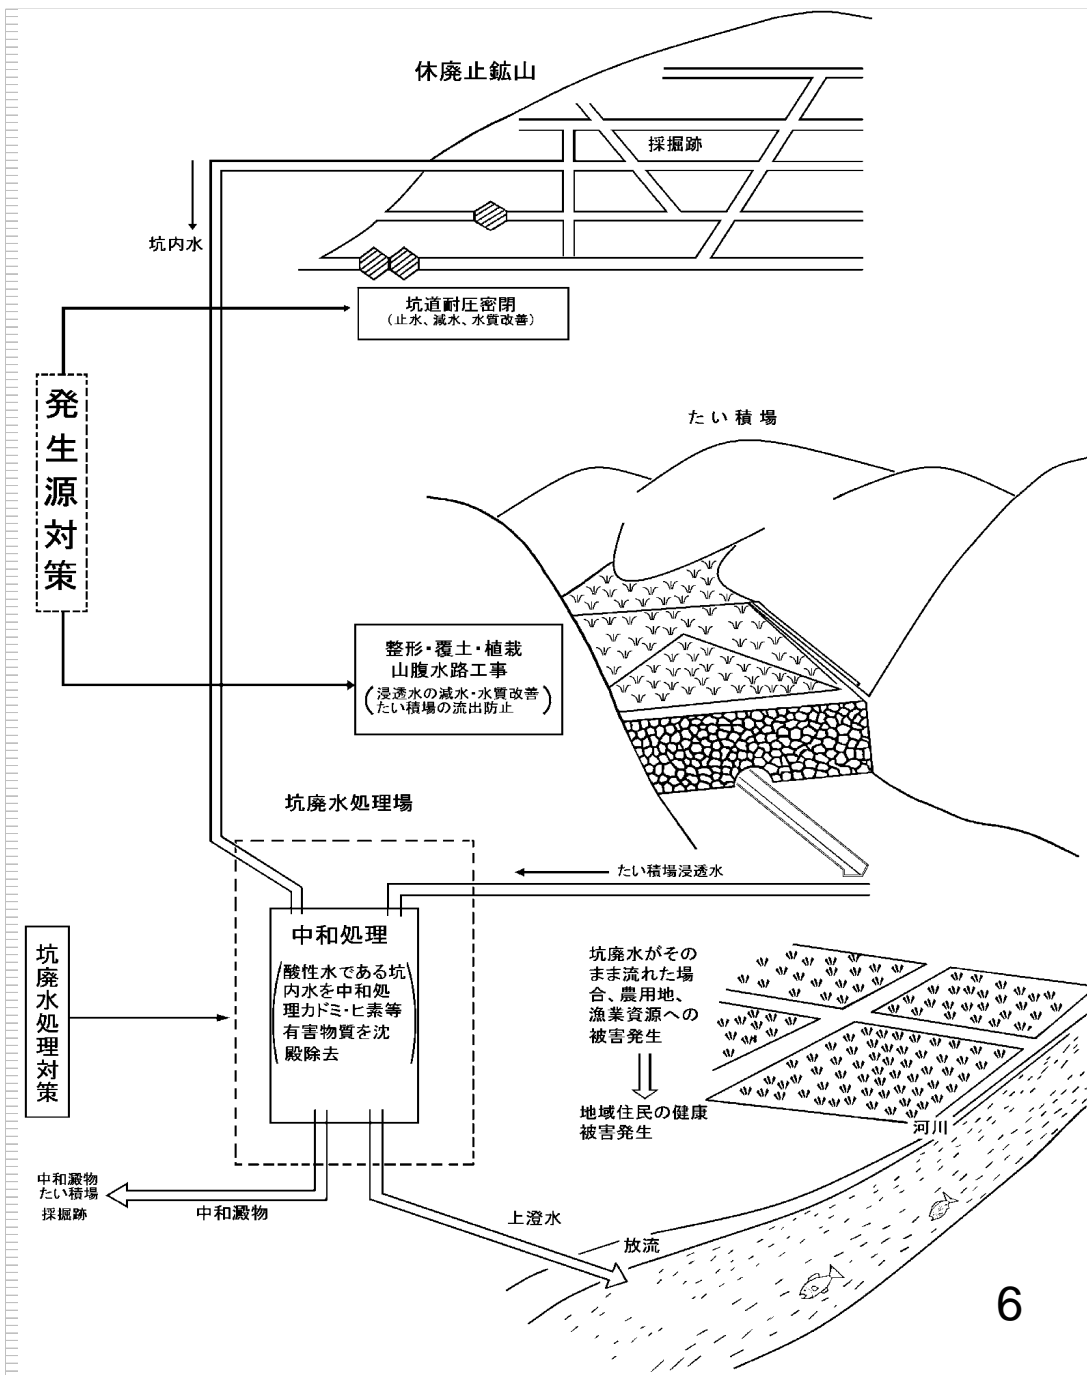 休廃止鉱山
採掘跡
坑内水
坑道耐圧密閉
(止水、減水、水質改善)
発生源対策
たい積場
整形・覆土・植栽
山腹水路工事
(浸透水の減水・水質改善
たい積場の流出防止)
坑廃水処理場
たい積場浸透水
中和処理
(酸性水である坑
内水を中和処
理カドミ・ヒ素等
有害物質を沈
殿除去)
坑廃水処理対策
坑廃水がその
まま流れた場
合、農用地、
漁業資源への
被害発生
地域住民の健康
被害発生
河川
中和澱物
たい積場
採掘跡
中和澱物
上澄水
放流
6